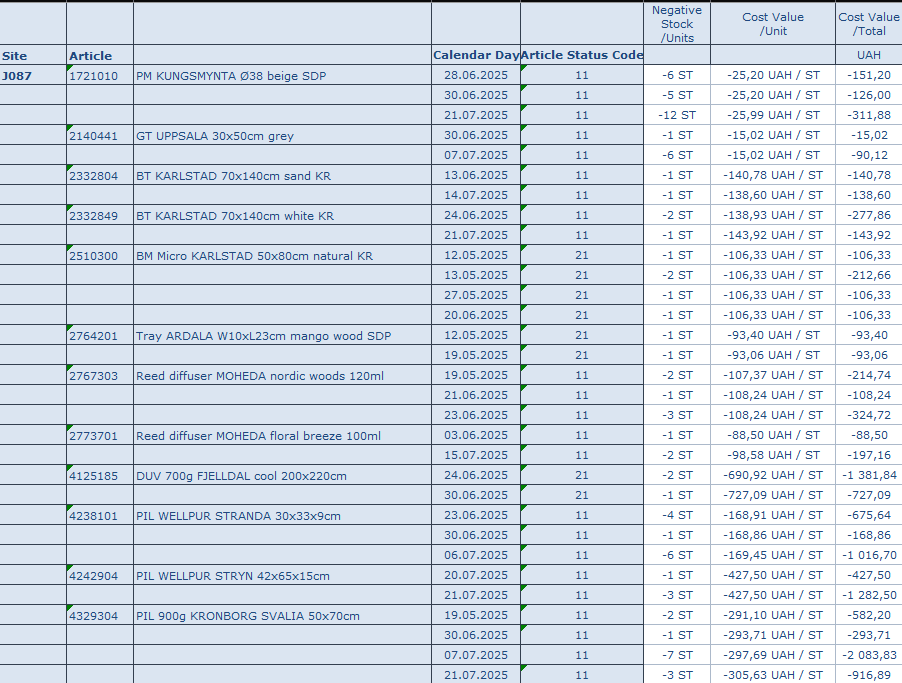 Negative Stock /Units Cost Value /Unit Cost Value /Total
Site Article Calendar Day Article Status Code UAH
J087 1721010 PM KUNGSMYNTA Ø38 beige SDP 28.06.2025 11 -6 ST -25,20 UAH / ST -151,20
30.06.2025 11 -5 ST -25,20 UAH / ST -126,00
21.07.2025 11 -12 ST -25,99 UAH / ST -311,88
2140441 GT UPPSALA 30x50cm grey 30.06.2025 11 -1 ST -15,02 UAH / ST -15,02
07.07.2025 11 -6 ST -15,02 UAH / ST -90,12
2332804 BT KARLSTAD 70x140cm sand KR 13.06.2025 11 -1 ST -140,78 UAH / ST -140,78
14.07.2025 11 -1 ST -138,60 UAH / ST -138,60
2332849 BT KARLSTAD 70x140cm white KR 24.06.2025 11 -2 ST -138,93 UAH / ST -277,86
21.07.2025 11 -1 ST -143,92 UAH / ST -143,92
2510300 BM Micro KARLSTAD 50x80cm natural KR 12.05.2025 21 -1 ST -106,33 UAH / ST -106,33
13.05.2025 21 -2 ST -106,33 UAH / ST -212,66
27.05.2025 21 -1 ST -106,33 UAH / ST -106,33
20.06.2025 21 -1 ST -106,33 UAH / ST -106,33
2764201 Tray ARDALA W10xL23cm mango wood SDP 12.05.2025 21 -1 ST -93,40 UAH / ST -93,40
19.05.2025 21 -1 ST -93,06 UAH / ST -93,06
2767303 Reed diffuser MOHEDA nordic woods 120ml 19.05.2025 11 -2 ST -107,37 UAH / ST -214,74
21.06.2025 11 -1 ST -108,24 UAH / ST -108,24
23.06.2025 11 -3 ST -108,24 UAH / ST -324,72
2773701 Reed diffuser MOHEDA floral breeze 100ml 03.06.2025 11 -1 ST -88,50 UAH / ST -88,50
15.07.2025 11 -2 ST -98,58 UAH / ST -197,16
4125185 DUV 700g FJELLDAL cool 200x220cm 24.06.2025 21 -2 ST -690,92 UAH / ST -1 381,84
30.06.2025 21 -1 ST -727,09 UAH / ST -727,09
4238101 PIL WELLPUR STRANDA 30x33x9cm 23.06.2025 11 -4 ST -168,91 UAH / ST -675,64
30.06.2025 11 -1 ST -168,86 UAH / ST -168,86
06.07.2025 11 -6 ST -169,45 UAH / ST -1 016,70
4242904 PIL WELLPUR STRYN 42x65x15cm 20.07.2025 11 -1 ST -427,50 UAH / ST -427,50
21.07.2025 11 -3 ST -427,50 UAH / ST -1 282,50
4329304 PIL 900g KRONBORG SVALIA 50x70cm 19.05.2025 11 -2 ST -291,10 UAH / ST -582,20
30.06.2025 11 -1 ST -293,71 UAH / ST -293,71
07.07.2025 11 -7 ST -297,69 UAH / ST -2 083,83
21.07.2025 11 -3 ST -305,63 UAH / ST -916,89